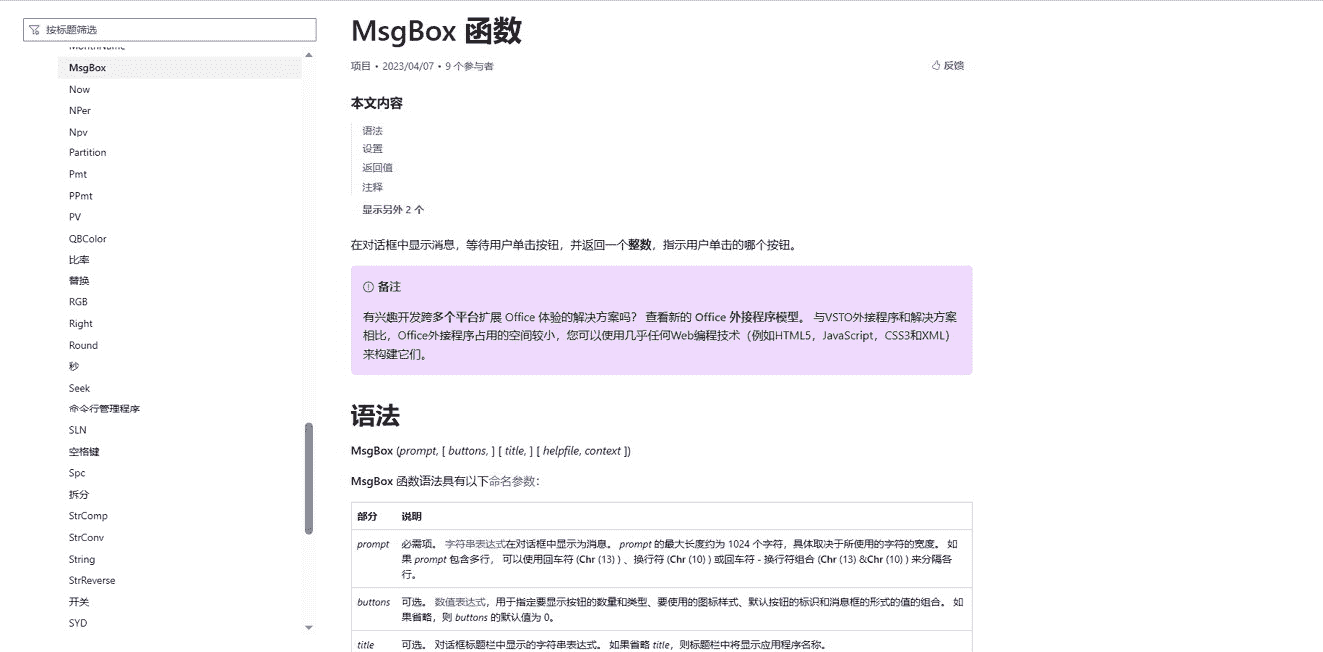 按标题筛选
MonthName
MsgBox
Now
NPer
Npv
Partition
Pmt
PPmt
PV
QBColor
比率
替换
RGB
Right
Round
秒
Seek
命令行管理程序
SLN
空格键
Spc
拆分
StrComp
StrConv
String
StrReverse
开关
SYD
MsgBox 函数
项目 • 2023/04/07 • 9 个参与者
反馈
本文内容
语法
设置
返回值
注释
显示另外 2 个
在对话框中显示消息，等待用户单击按钮，并返回一个整数，指示用户单击的哪个按钮。
备注
有兴趣开发跨多个平台扩展 Office 体验的解决方案吗？ 查看新的 Office 外接程序模型。 与VSTO外接程序和解决方案
相比，Office外接程序占用的空间较小，您可以使用几乎任何Web编程技术（例如HTML5，JavaScript，CSS3和XML）
来构建它们。
语法
MsgBox (prompt, [ buttons, ] [ title, ] [ helpfile, context ])
MsgBox 函数语法具有以下命名参数：
部分 说明
prompt 必需项。 字符串表达式在对话框中显示为消息。 prompt 的最大长度约为 1024 个字符，具体取决于所使用的字符的宽度。 如
果 prompt 包含多行， 可以使用回车符 (Chr (13) ) 、换行符 (Chr (10) ) 或回车符 - 换行符组合 (Chr (13) &Chr (10) ) 来分隔各
行。
buttons 可选。 数值表达式，用于指定要显示按钮的数量和类型、要使用的图标样式、默认按钮的标识和消息框的形式的值的组合。 如
果省略，则 buttons 的默认值为 0。
title 可选。 对话框标题栏中显示的字符串表达式。 如果省略 title，则标题栏中将显示应用程序名称。